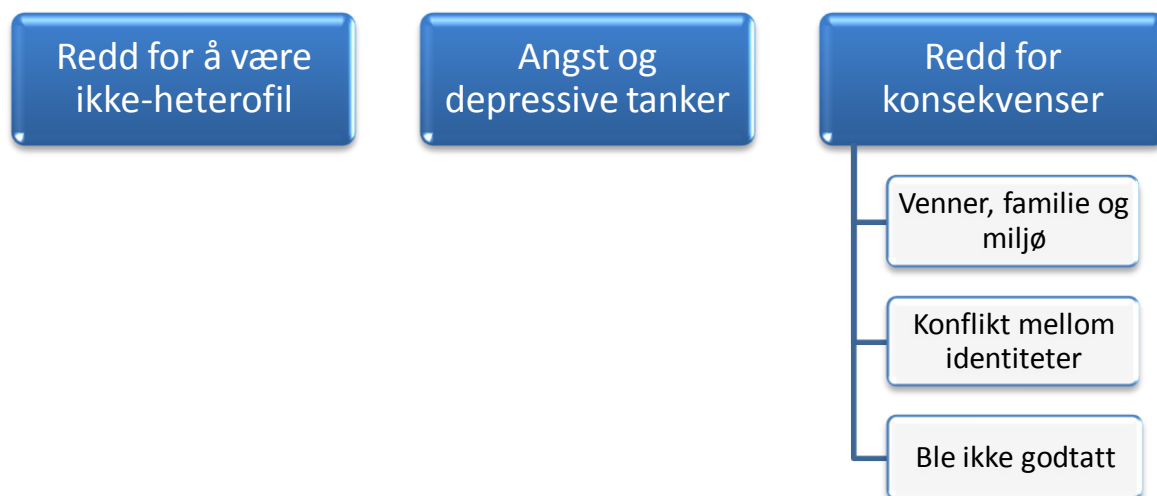 Redd for å være
ikke-heterofil
Angst og
depressive tanker
Redd for
konsekvenser
Venner, familie og
miljø
Konflikt mellom
identiteter
Ble ikke godtatt